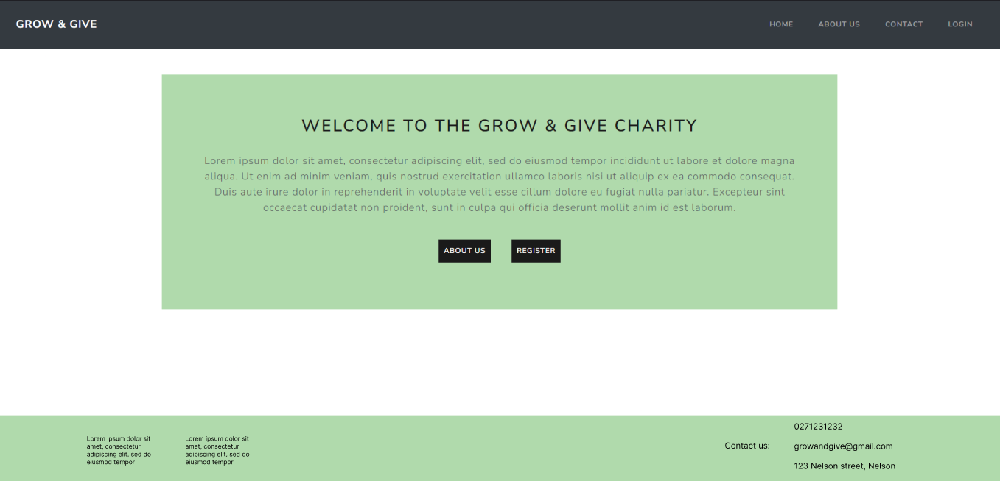 GROW & GIVE
HOME
ABOUT US
CONTACT
LOGIN
WELCOME TO THE GROW & GIVE CHARITY
Lorem ipsum dolor sit amet, consectetur adipiscing elit, sed do eiusmod tempor incididunt ut labore et dolore magna
aliqua. Ut enim ad minim veniam, quis nostrud exercitation ullamco laboris nisi ut aliquip ex ea commodo consequat.
Duis aute irure dolor in reprehenderit in voluptate velit esse cillum dolore eu fugiat nulla pariatur. Excepteur sint
occaecat cupidatat non proident, sunt in culpa qui officia deserunt mollit anim id est laborum.
ABOUT US
REGISTER
Lorem ipsum dolor sit
amet, consectetur
adipiscing elit, sed do
eiusmod tempor
Lorem ipsum dolor sit
amet, consectetur
adipiscing elit, sed do
eiusmod tempor
Contact us:
0271231232
growandgive@gmail.com
123 Nelson street, Nelson